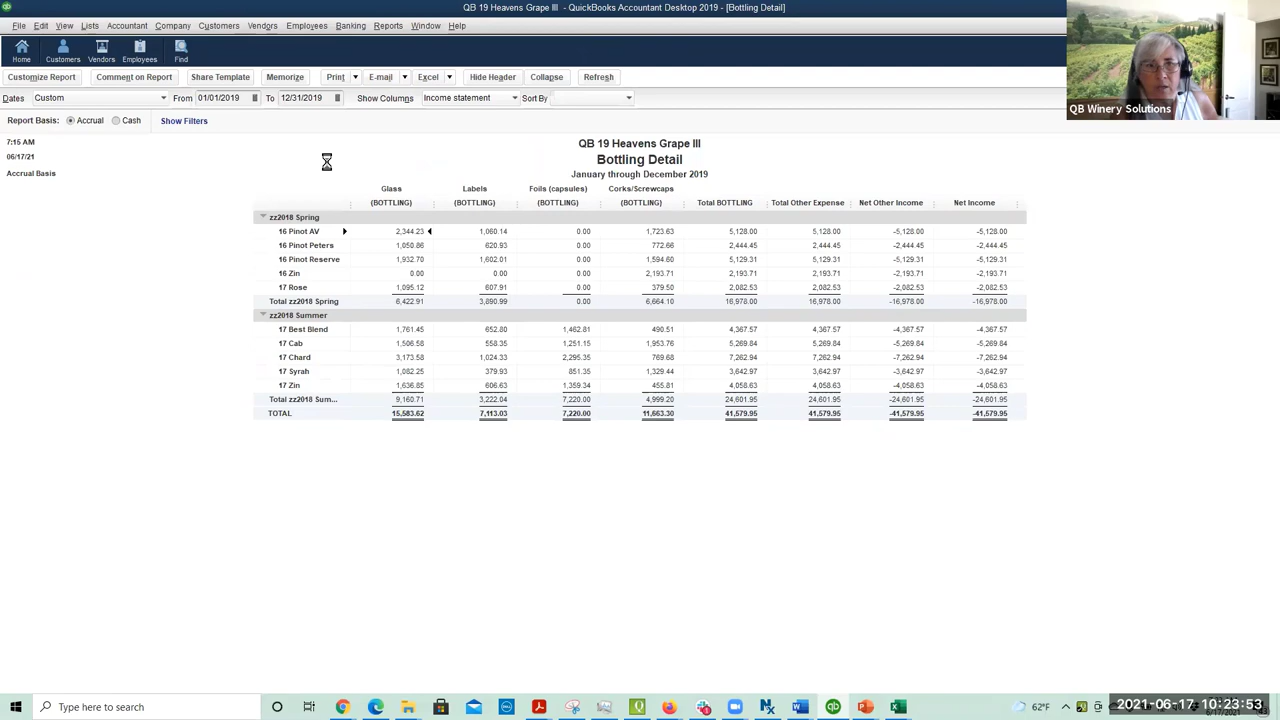 QB 19 Heavens Grape III - QuickBooks Accountant Desktop 2019 - [Bottling Detail]
File Edit View Lists Accountant Company Customers Vendors Employees Banking Reports Window Help
Home Customers Vendors Employees Find
Customize Report Comment on Report Share Template Memorize Print E-mail Excel Hide Header Collapse Refresh
Dates Custom From 01/01/2019 To 12/31/2019 Show Columns Income statement Sort By
Report Basis: Accrual Cash Show Filters
QB Winery Solutions
7:15 AM
06/17/21
Accrual Basis
QB 19 Heavens Grape III
Bottling Detail
January through December 2019
Glass Labels Foils (capsules) Corks/Screwcaps
(BOTTLING) (BOTTLING) (BOTTLING) (BOTTLING) Total BOTTLING Total Other Expense Net Other Income Net Income
zz2018 Spring
16 Pinot AV 2,344.23 1,060.14 0.00 1,723.63 5,128.00 5,128.00 -5,128.00 -5,128.00
16 Pinot Peters 1,050.86 620.93 0.00 772.66 2,444.45 2,444.45 -2,444.45 -2,444.45
16 Pinot Reserve 1,932.70 1,602.01 0.00 1,594.60 5,129.31 5,129.31 -5,129.31 -5,129.31
16 Zin 0.00 0.00 0.00 2,193.71 2,193.71 2,193.71 -2,193.71 -2,193.71
17 Rose 1,095.12 607.91 0.00 379.50 2,082.53 2,082.53 -2,082.53 -2,082.53
Total zz2018 Spring 6,422.91 3,890.99 0.00 6,664.10 16,978.00 16,978.00 -16,978.00 -16,978.00
zz2018 Summer
17 Best Blend 1,761.45 652.80 1,462.81 490.51 4,367.57 4,367.57 -4,367.57 -4,367.57
17 Cab 1,506.58 558.35 1,251.15 1,953.76 5,269.84 5,269.84 -5,269.84 -5,269.84
17 Chard 3,173.58 1,024.33 2,295.35 769.68 7,262.94 7,262.94 -7,262.94 -7,262.94
17 Syrah 1,082.25 379.93 851.35 1,329.44 3,642.97 3,642.97 -3,642.97 -3,642.97
17 Zin 1,636.85 606.63 1,359.34 455.81 4,058.63 4,058.63 -4,058.63 -4,058.63
Total zz2018 Sum... 9,160.71 3,222.04 7,220.00 4,999.20 24,601.95 24,601.95 -24,601.95 -24,601.95
TOTAL 15,583.62 7,113.03 7,220.00 11,663.30 41,579.95 41,579.95 -41,579.95 -41,579.95
Type here to search 62°F 2021-06-17 10:23:53